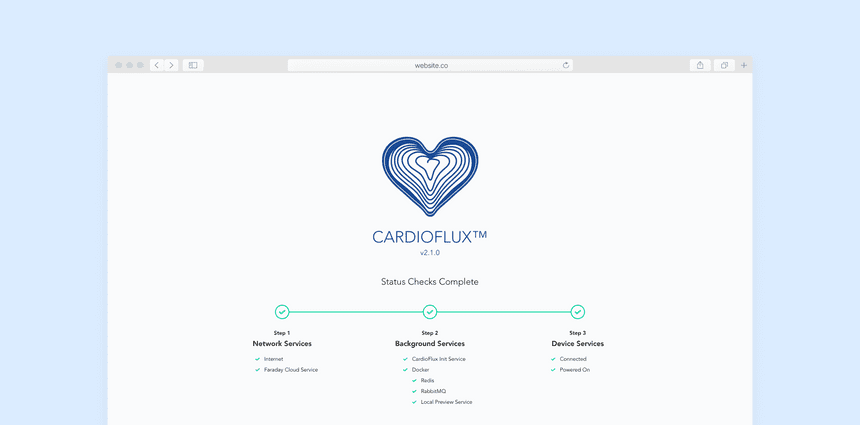 website.co
CARDIOFLUX™
v2.1.0
Status Checks Complete
Step 1
Network Services
Internet
Faraday Cloud Service
Step 2
Background Services
CardioFlux Init Service
Docker
Redis
RabbitMQ
Local Preview Service
Step 3
Device Services
Connected
Powered On